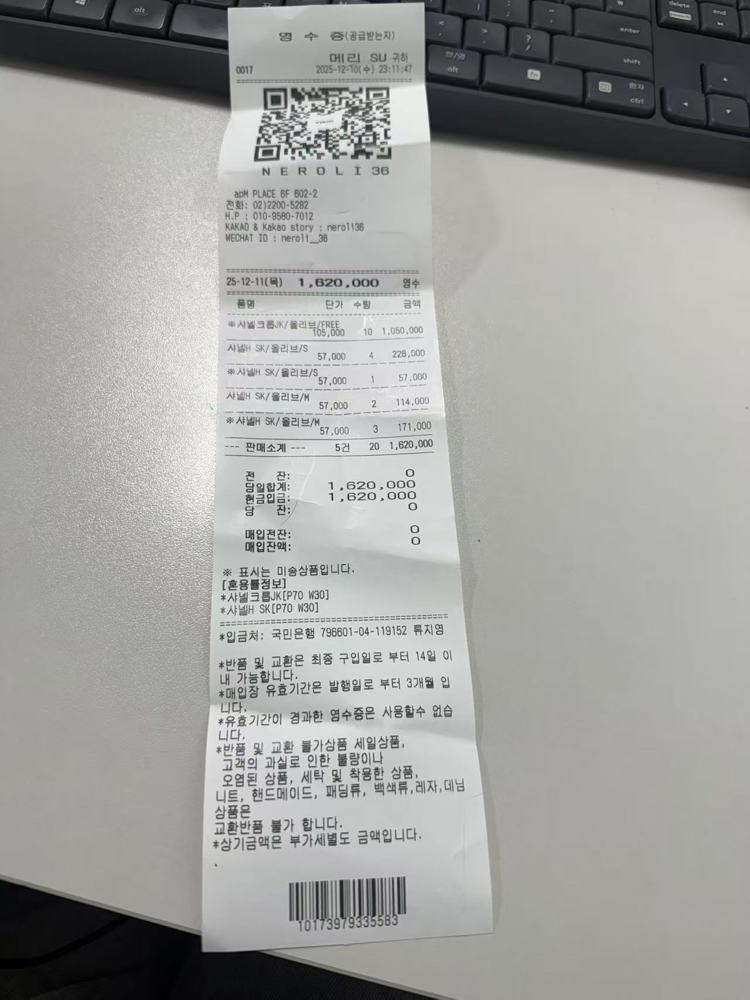 영 수 증(공급받는자)
메리 SU 귀하
0017 2025-12-10(수) 23:11:47
NEROLI 36
apM PLACE 6F 602-2
전화: 02)2200-5282
H.P : 010-9580-7012
KAKAO & Kakao story : neroli36
WECHAT ID : neroli__36
25-12-11(목) 1,620,000 영수
품명 단가 수량 금액
※샤넬크롭JK/올리브/FREE
105,000 10 1,050,000
샤넬H SK/올리브/S
57,000 4 228,000
※샤넬H SK/올리브/S
57,000 1 57,000
샤넬H SK/올리브/M
57,000 2 114,000
※샤넬H SK/올리브/M
57,000 3 171,000
--- 판매소계 --- 5건 20 1,620,000
전 잔: 0
당일합계: 1,620,000
현금입금: 1,620,000
당 잔: 0
매입전잔: 0
매입잔액: 0
※ 표시는 미송상품입니다.
[혼용률정보]
*샤넬크롭JK[P70 W30]
*샤넬H SK[P70 W30]
*입금처: 국민은행 796601-04-119152 류지영
*반품 및 교환은 최종 구입일로 부터 14일 이
내 가능합니다.
*매입장 유효기간은 발행일로 부터 3개월 입
니다.
*유효기간이 경과한 영수증은 사용할수 없습
니다.
*반품 및 교환 불가상품 세일상품,
고객의 과실로 인한 불량이나
오염된 상품, 세탁 및 착용한 상품,
니트, 핸드메이드, 패딩류, 백색류,레자,데님
상품은
교환반품 불가 합니다.
*상기금액은 부가세별도 금액입니다.
10173979335583
alt
한/영
alt
fn
한자
ctrl
enter
shift
delete
end